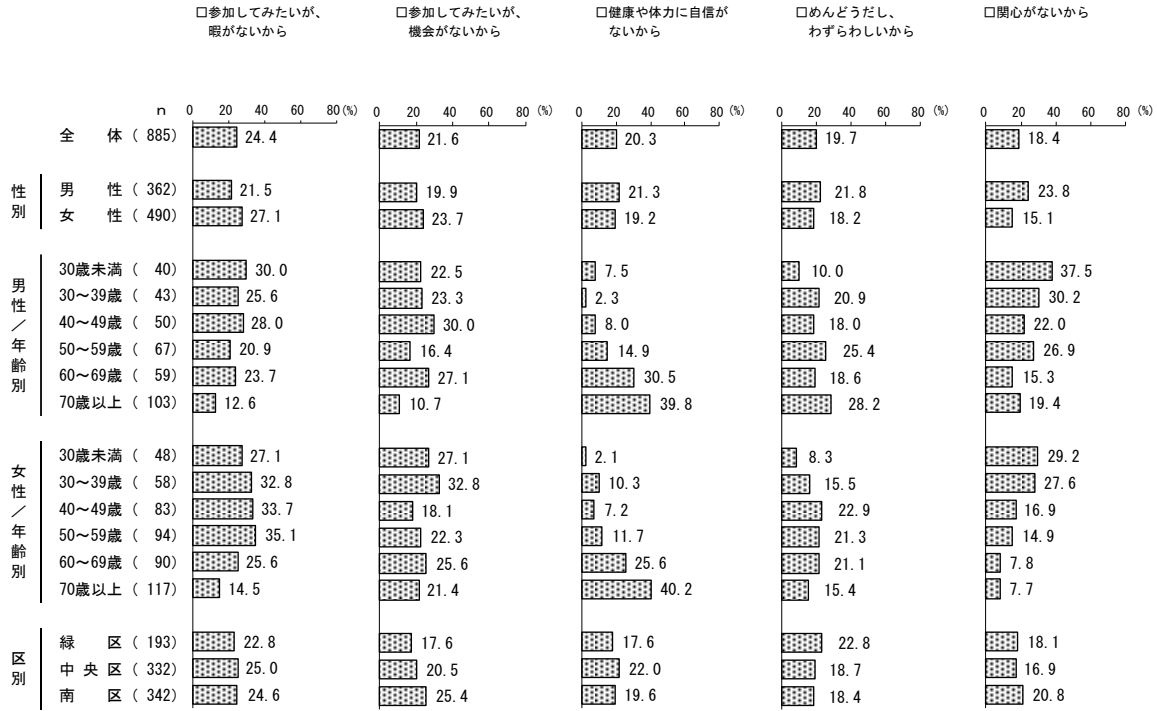 □参加してみたいが、 □参加してみたいが、 □健康や体力に自信が □めんどうだし、 □関心がないから
暇がないから 機会がないから ないから わずらわしいから
n 0 20 40 60 80 (%) 0 20 40 60 80 (%) 0 20 40 60 80 (%) 0 20 40 60 80 (%) 0 20 40 60 80 (%)
全体 ( 885) 24.4 21.6 20.3 19.7 18.4
性別
男性 ( 362) 21.5 19.9 21.3 21.8 23.8
女性 ( 490) 27.1 23.7 19.2 18.2 15.1
男性/年齢別
30歳未満 ( 40) 30.0 22.5 7.5 10.0 37.5
30〜39歳 ( 43) 25.6 23.3 2.3 20.9 30.2
40〜49歳 ( 50) 28.0 30.0 8.0 18.0 22.0
50〜59歳 ( 67) 20.9 16.4 14.9 25.4 26.9
60〜69歳 ( 59) 23.7 27.1 30.5 18.6 15.3
70歳以上 ( 103) 12.6 10.7 39.8 28.2 19.4
女性/年齢別
30歳未満 ( 48) 27.1 27.1 2.1 8.3 29.2
30〜39歳 ( 58) 32.8 32.8 10.3 15.5 27.6
40〜49歳 ( 83) 33.7 18.1 7.2 22.9 16.9
50〜59歳 ( 94) 35.1 22.3 11.7 21.3 14.9
60〜69歳 ( 90) 25.6 25.6 25.6 21.1 7.8
70歳以上 ( 117) 14.5 21.4 40.2 15.4 7.7
区別
緑区 ( 193) 22.8 17.6 17.6 22.8 18.1
中央区 ( 332) 25.0 20.5 22.0 18.7 16.9
南区 ( 342) 24.6 25.4 19.6 18.4 20.8